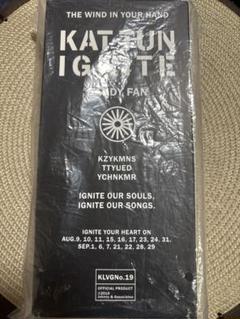 THE WIND IN YOUR HAND
KAT-TUN
IGNITE
HANDY FAN
KZYKMNS
TTYUED
YCHNKMR
IGNITE OUR SOULS,
IGNITE OUR SONGS.
IGNITE YOUR HEART ON
AUG.9, 10, 11, 15, 16, 17, 23, 24, 31.
SEP.1, 6, 7, 21, 22, 28, 29
KLVGNo.19
OFFICIAL PRODUCT
Johnny & Associates